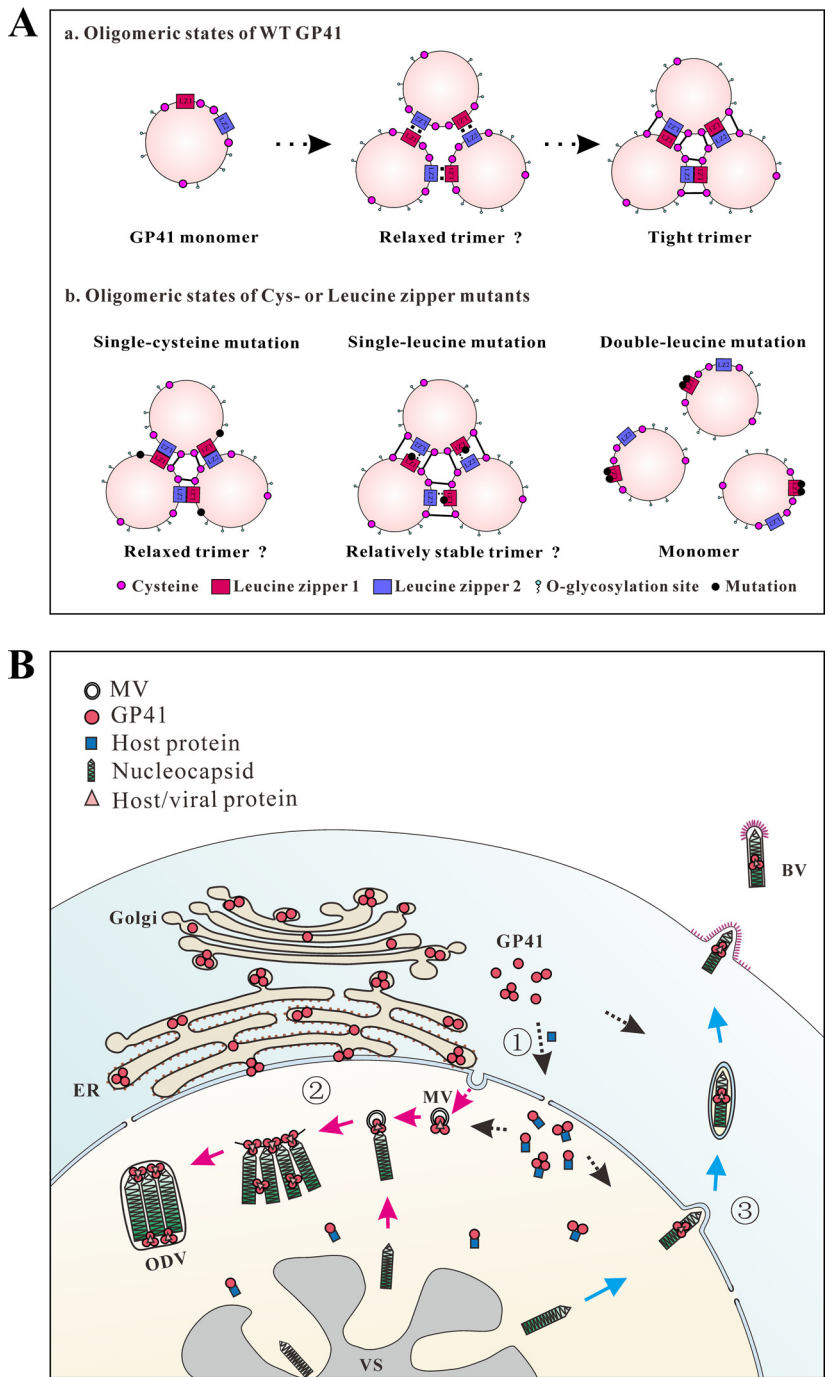 A
a. Oligomeric states of WT GP41
LZ1
LZ2
GP41 monomer
Relaxed trimer ?
Tight trimer
b. Oligomeric states of Cys- or Leucine zipper mutants
Single-cysteine mutation Single-leucine mutation Double-leucine mutation
Relaxed trimer ?
Relatively stable trimer ?
Monomer
Cysteine Leucine zipper 1 Leucine zipper 2 O-glycosylation site Mutation
B
MV
GP41
Host protein
Nucleocapsid
Host/viral protein
BV
Golgi
GP41
①
ER
②
MV
③
ODV
VS